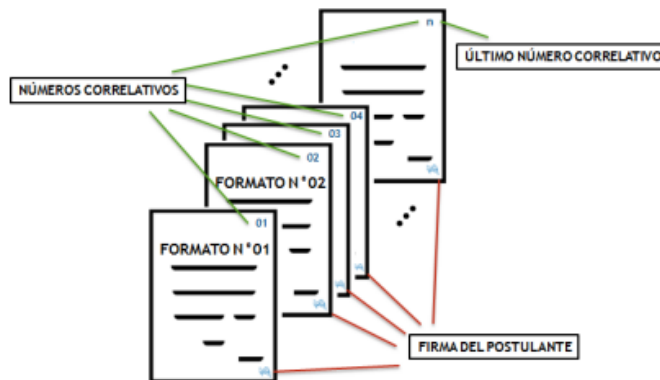 n
ÚLTIMO NÚMERO CORRELATIVO
NÚMEROS CORRELATIVOS
04
03
02
FORMATO N°02
01
FORMATO N°01
FIRMA DEL POSTULANTE